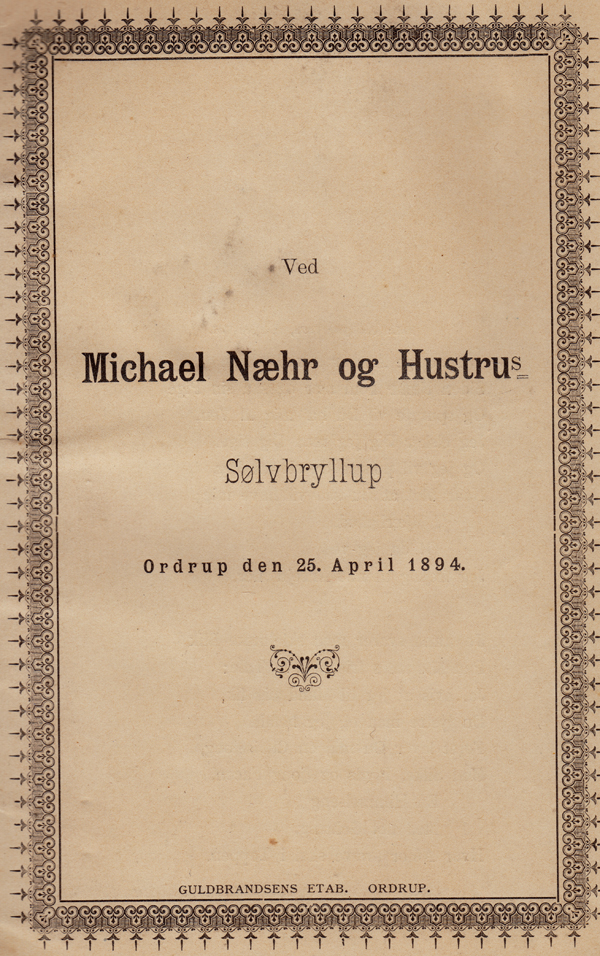 Ved
Michael Næhr og Hustrus
Sølvbryllup
Ordrup den 25. April 1894.
GULDBRANDSENS ETAB. ORDRUP.